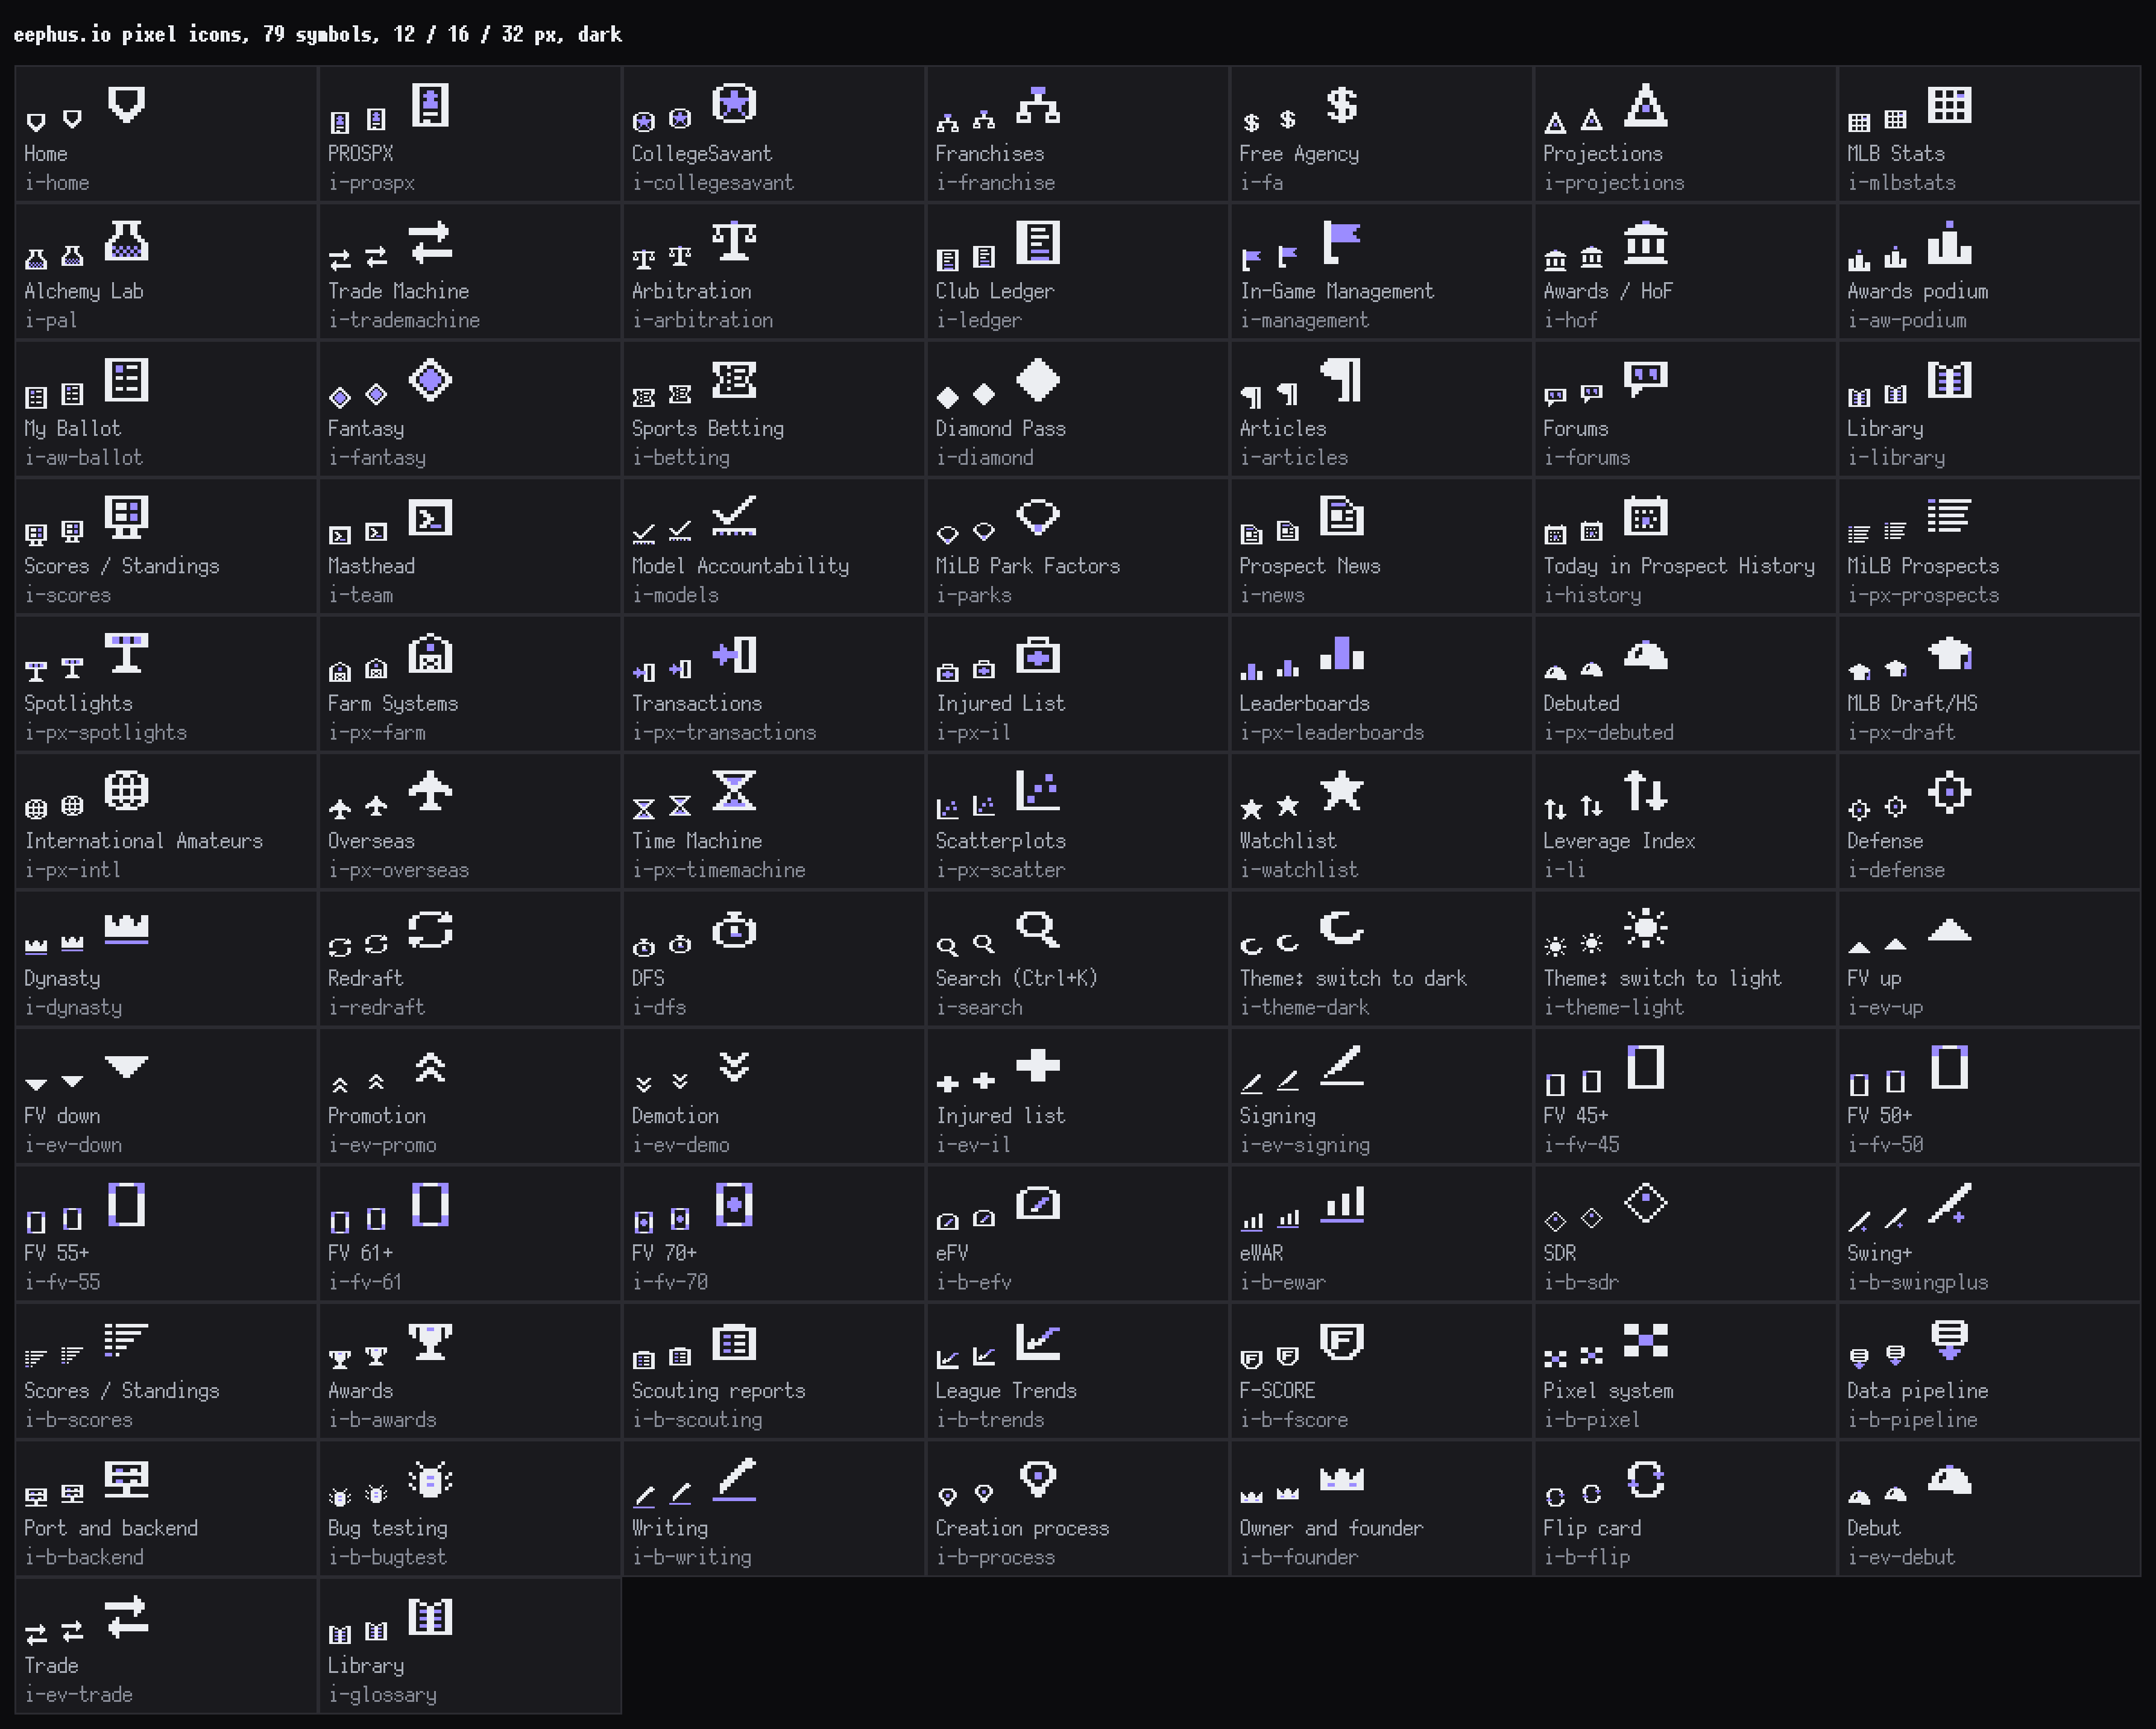 eephus.io pixel icons, 79 symbols, 12 / 16 / 32 px, dark
Home
i-home
PROSPX
i-prospx
CollegeSavant
i-collegesavant
Franchises
i-franchise
Free Agency
i-fa
Projections
i-projections
MLB Stats
i-mlbstats
Alchemy Lab
i-pal
Trade Machine
i-trademachine
Arbitration
i-arbitration
Club Ledger
i-ledger
In-Game Management
i-management
Awards / HoF
i-hof
Awards podium
i-aw-podium
My Ballot
i-aw-ballot
Fantasy
i-fantasy
Sports Betting
i-betting
Diamond Pass
i-diamond
Articles
i-articles
Forums
i-forums
Library
i-library
Scores / Standings
i-scores
Masthead
i-team
Model Accountability
i-models
MiLB Park Factors
i-parks
Prospect News
i-news
Today in Prospect History
i-history
MiLB Prospects
i-px-prospects
Spotlights
i-px-spotlights
Farm Systems
i-px-farm
Transactions
i-px-transactions
Injured List
i-px-il
Leaderboards
i-px-leaderboards
Debuted
i-px-debuted
MLB Draft/HS
i-px-draft
International Amateurs
i-px-intl
Overseas
i-px-overseas
Time Machine
i-px-timemachine
Scatterplots
i-px-scatter
Watchlist
i-watchlist
Leverage Index
i-li
Defense
i-defense
Dynasty
i-dynasty
Redraft
i-redraft
DFS
i-dfs
Search (Ctrl+K)
i-search
Theme: switch to dark
i-theme-dark
Theme: switch to light
i-theme-light
FV up
i-ev-up
FV down
i-ev-down
Promotion
i-ev-promo
Demotion
i-ev-demo
Injured list
i-ev-il
Signing
i-ev-signing
FV 45+
i-fv-45
FV 50+
i-fv-50
FV 55+
i-fv-55
FV 61+
i-fv-61
FV 70+
i-fv-70
eFV
i-b-efv
eWAR
i-b-ewar
SDR
i-b-sdr
Swing+
i-b-swingplus
Scores / Standings
i-b-scores
Awards
i-b-awards
Scouting reports
i-b-scouting
League Trends
i-b-trends
F
F-SCORE
i-b-fscore
Pixel system
i-b-pixel
Data pipeline
i-b-pipeline
Port and backend
i-b-backend
Bug testing
i-b-bugtest
Writing
i-b-writing
Creation process
i-b-process
Owner and founder
i-b-founder
Flip card
i-b-flip
Debut
i-ev-debut
Trade
i-ev-trade
Library
i-glossary